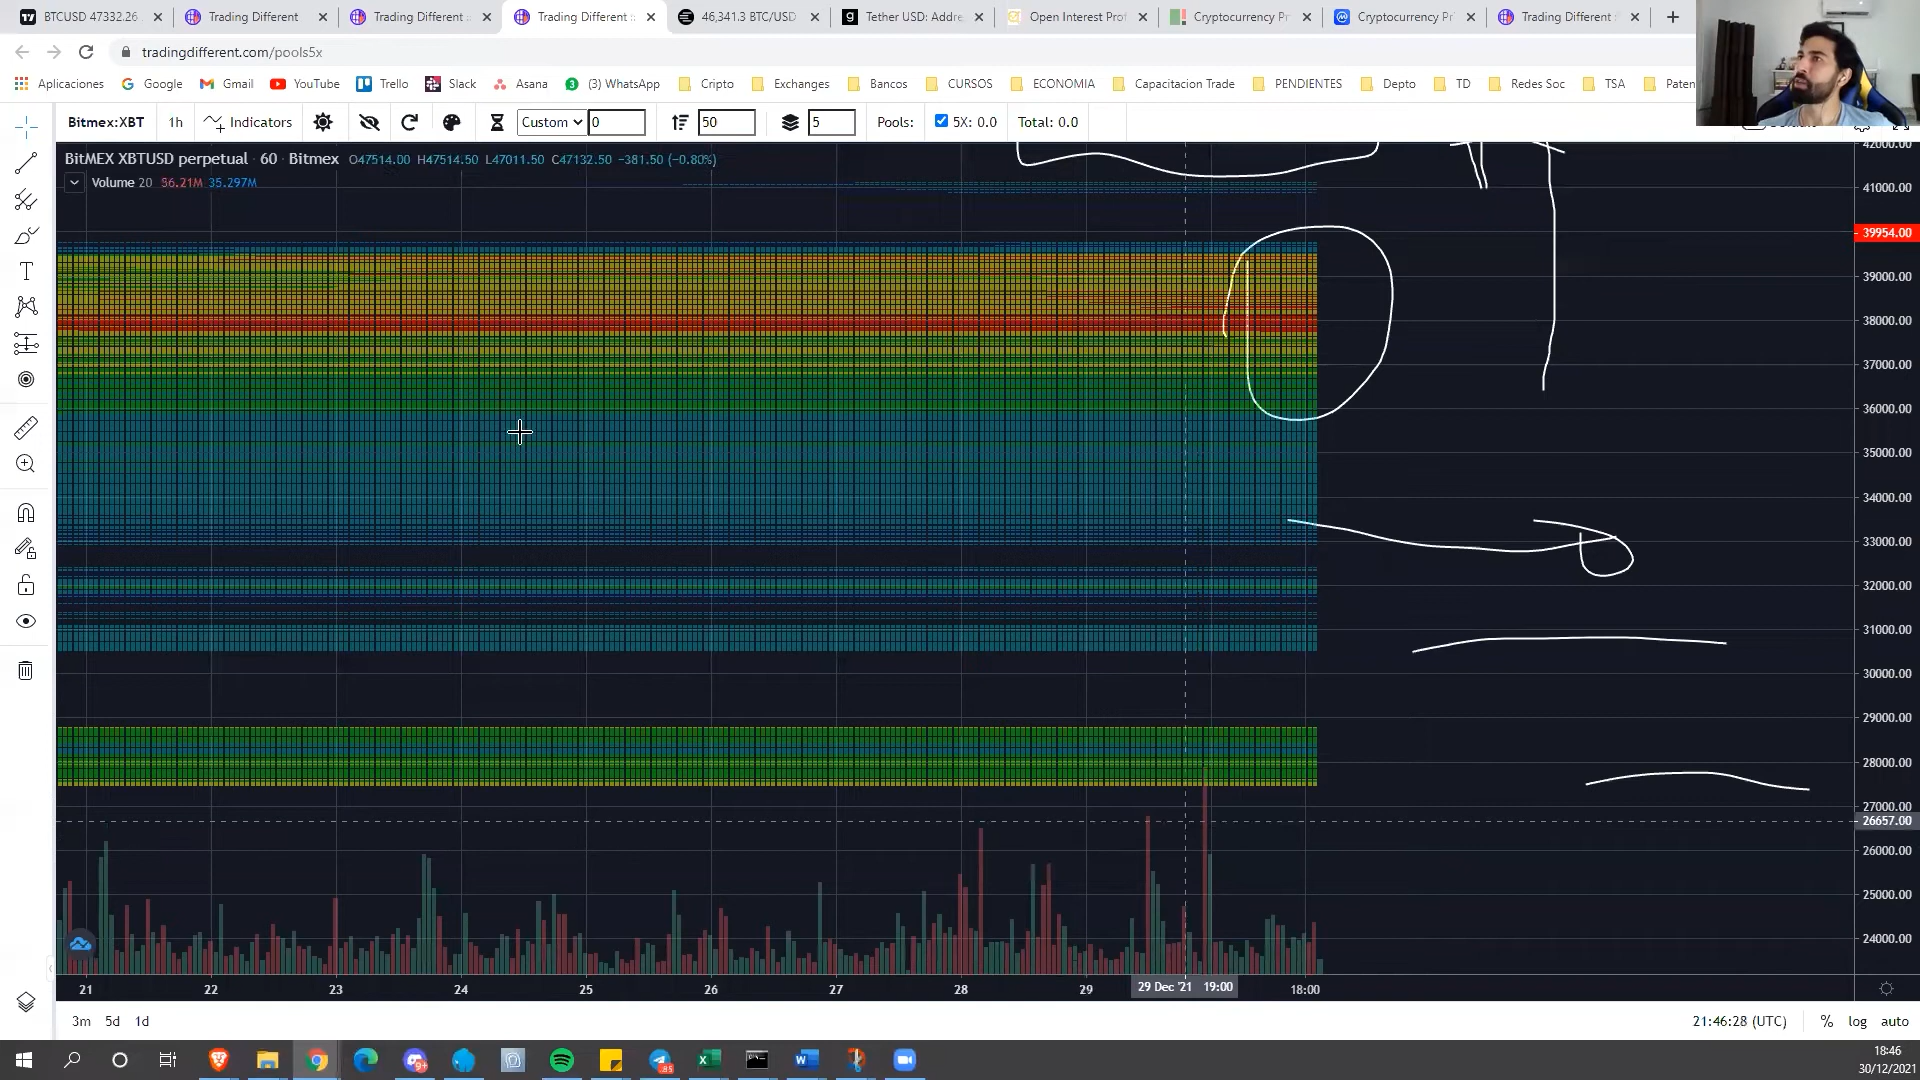 BTCUSD 47332.26
Trading Different
Trading Different :
Trading Different ::
46,341.3 BTC/USD
Tether USD: Addre
Open Interest Prof
Cryptocurrency Pr
Cryptocurrency Pri
Trading Different :
tradingdifferent.com/pools5x
Aplicaciones
Google
Gmail
YouTube
Trello
Slack
Asana
(3) WhatsApp
Cripto
Exchanges
Bancos
CURSOS
ECONOMIA
Capacitacion Trade
PENDIENTES
Depto
TD
Redes Soc
TSA
Paten
Bitmex:XBT
1h
Indicators
Custom
0
50
5
Pools:
5X: 0.0
Total: 0.0
BitMEX XBTUSD perpetual · 60 · Bitmex O47514.00 H47514.50 L47011.50 C47132.50 −381.50 (−0.80%)
Volume 20 56.21M 35.297M
42000.00
41000.00
39954.00
39000.00
38000.00
37000.00
36000.00
35000.00
34000.00
33000.00
32000.00
31000.00
30000.00
29000.00
28000.00
27000.00
26657.00
26000.00
25000.00
24000.00
21 22 23 24 25 26 27 28 29 29 Dec '21 19:00 18:00
3m 5d 1d
21:46:28 (UTC) % log auto
18:46
30/12/2021